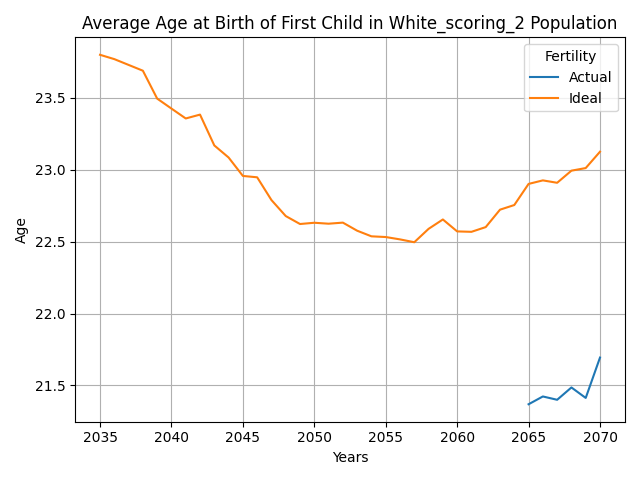 Average Age at Birth of First Child in White_scoring_2 Population
Fertility
Actual
Ideal
Age
23.5
23.0
22.5
22.0
21.5
2035 2040 2045 2050 2055 2060 2065 2070
Years